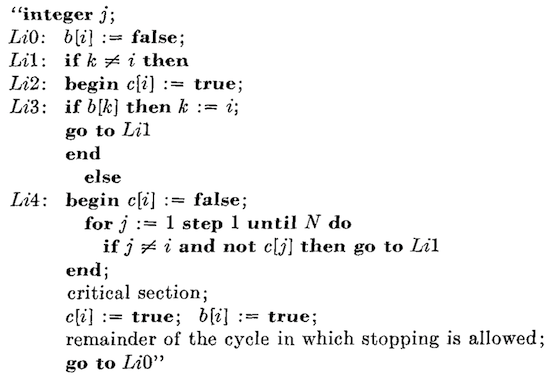 “integer j;
Li0: b[i] := false;
Li1: if k ≠ i then
Li2: begin c[i] := true;
Li3: if b[k] then k := i;
go to Li1
end
else
Li4: begin c[i] := false;
for j := 1 step 1 until N do
if j ≠ i and not c[j] then go to Li1
end;
critical section;
c[i] := true; b[i] := true;
remainder of the cycle in which stopping is allowed;
go to Li0”